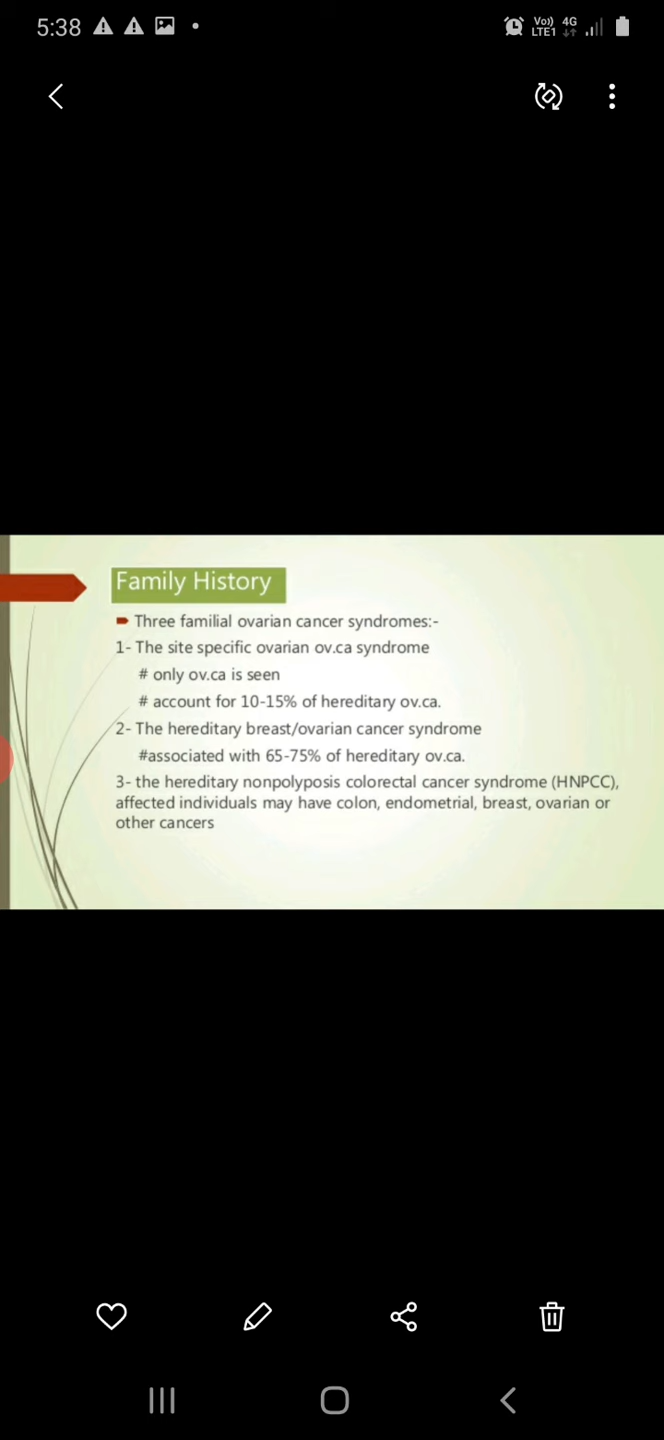 5:38
Vo)) 4G
LTE1
Family History
Three familial ovarian cancer syndromes:-
1- The site specific ovarian ov.ca syndrome
# only ov.ca is seen
# account for 10-15% of hereditary ov.ca.
2- The hereditary breast/ovarian cancer syndrome
#associated with 65-75% of hereditary ov.ca.
3- the hereditary nonpolyposis colorectal cancer syndrome (HNPCC),
affected individuals may have colon, endometrial, breast, ovarian or
other cancers